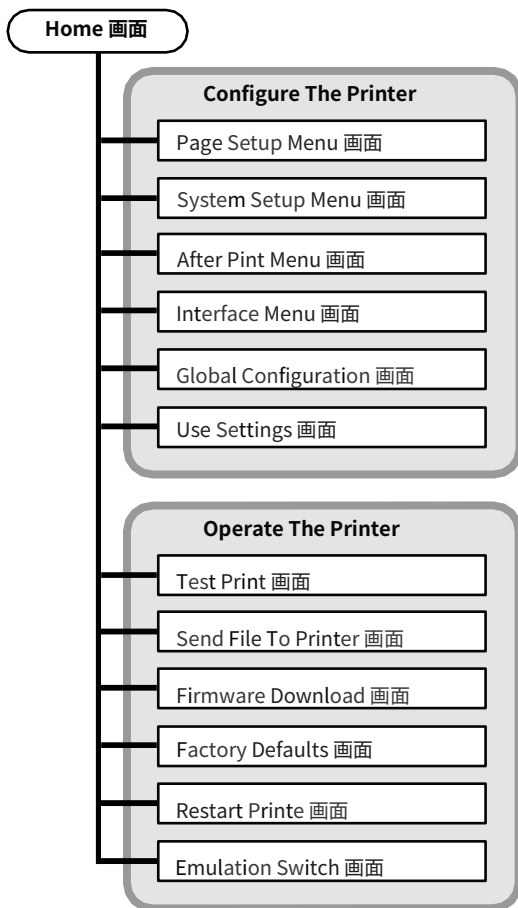 Home 画面
Configure The Printer
Page Setup Menu 画面
System Setup Menu 画面
After Pint Menu 画面
Interface Menu 画面
Global Configuration 画面
Use Settings 画面
Operate The Printer
Test Print 画面
Send File To Printer 画面
Firmware Download 画面
Factory Defaults 画面
Restart Printe 画面
Emulation Switch 画面